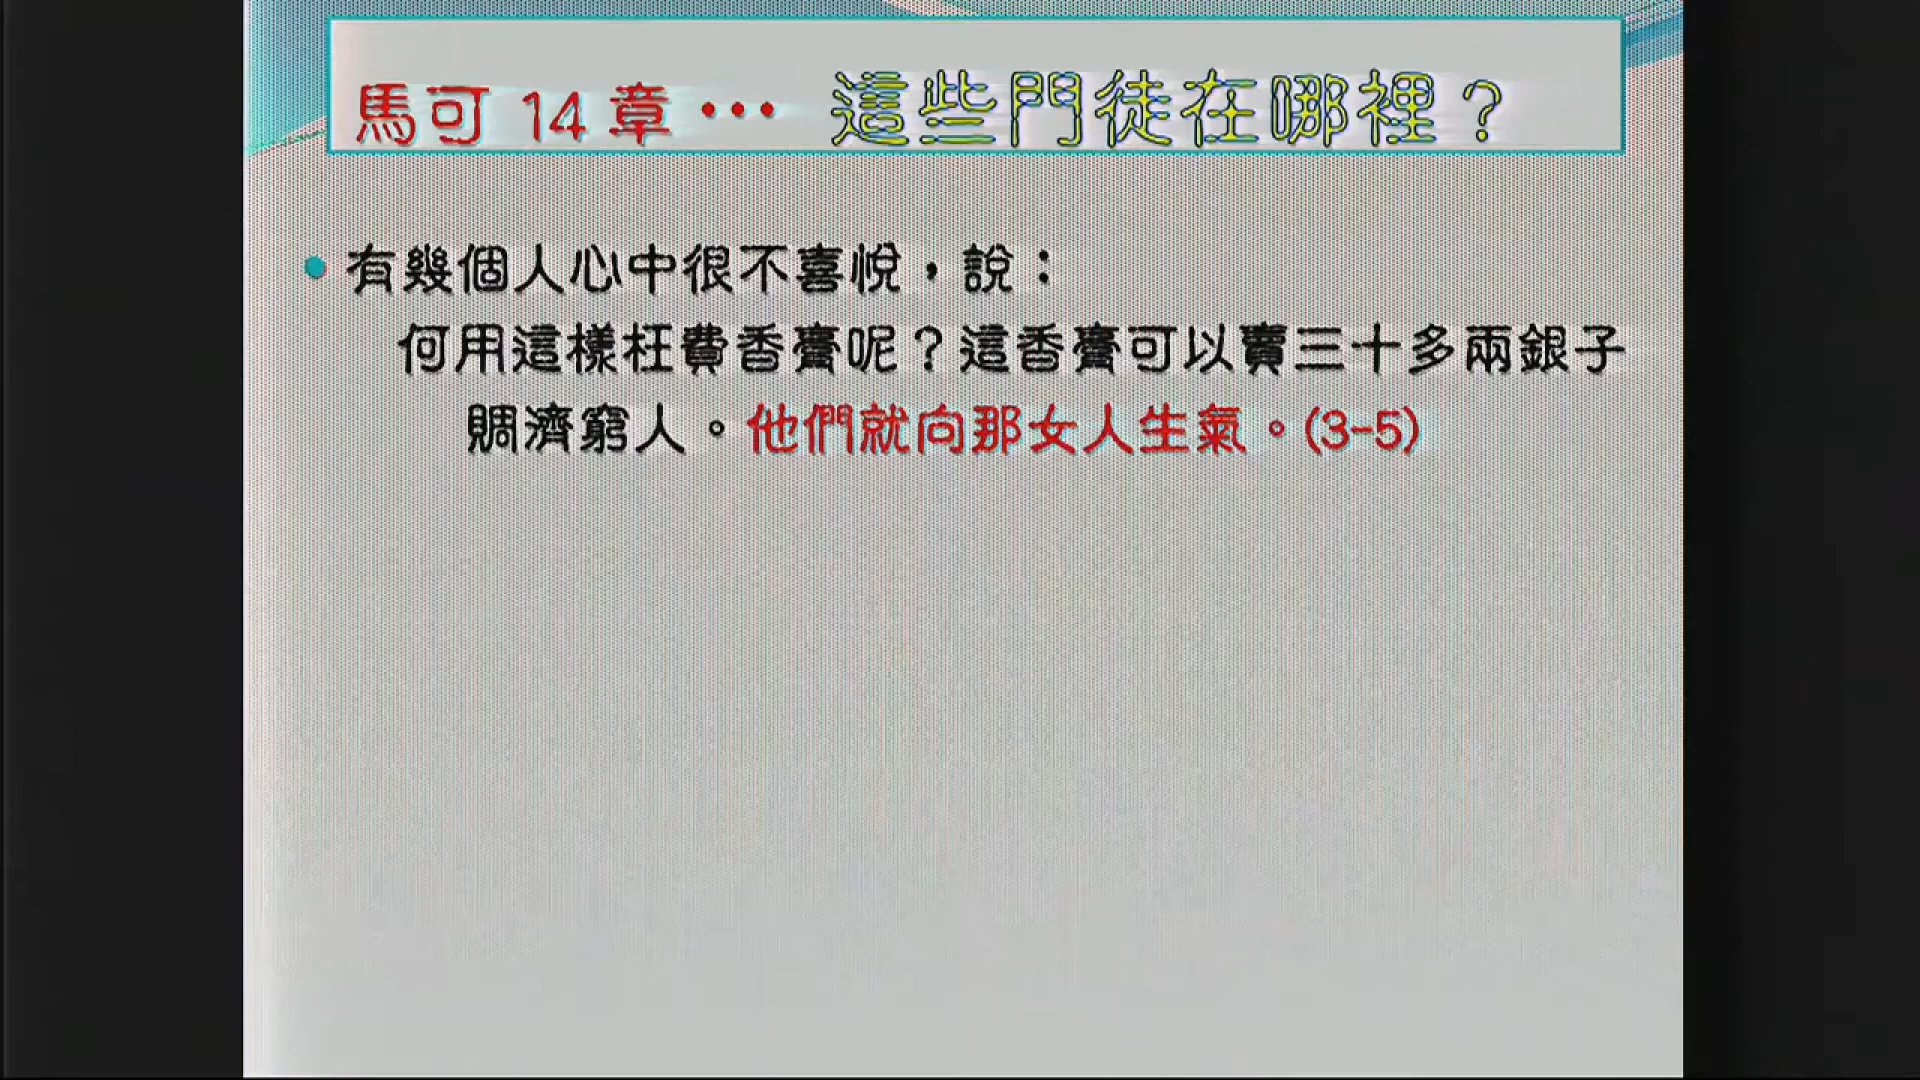 馬可 14 章… 這些門徒在哪裡？
• 有幾個人心中很不喜悅，說：
何用這樣枉費香膏呢？這香膏可以賣三十多兩銀子
賙濟窮人。他們就向那女人生氣。(3-5)